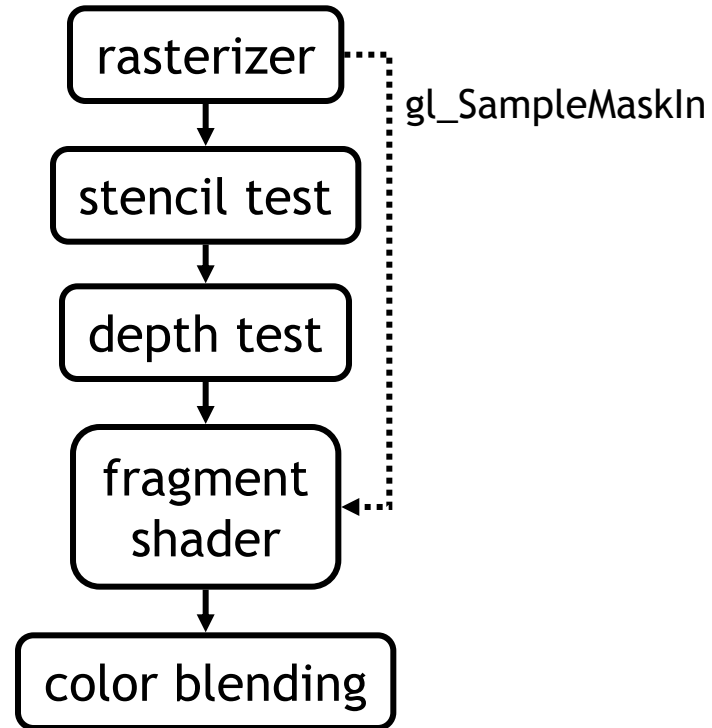 rasterizer
gl_SampleMaskIn
stencil test
depth test
fragment
shader
color blending